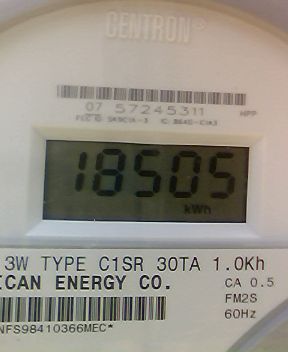 CENTRON®
07 57245311 HPP
18505
kWh
3W TYPE C1SR 30TA 1.0Kh
ICAN ENERGY CO.
CA 0.5
FM2S
60Hz
NFS98410366MEC*